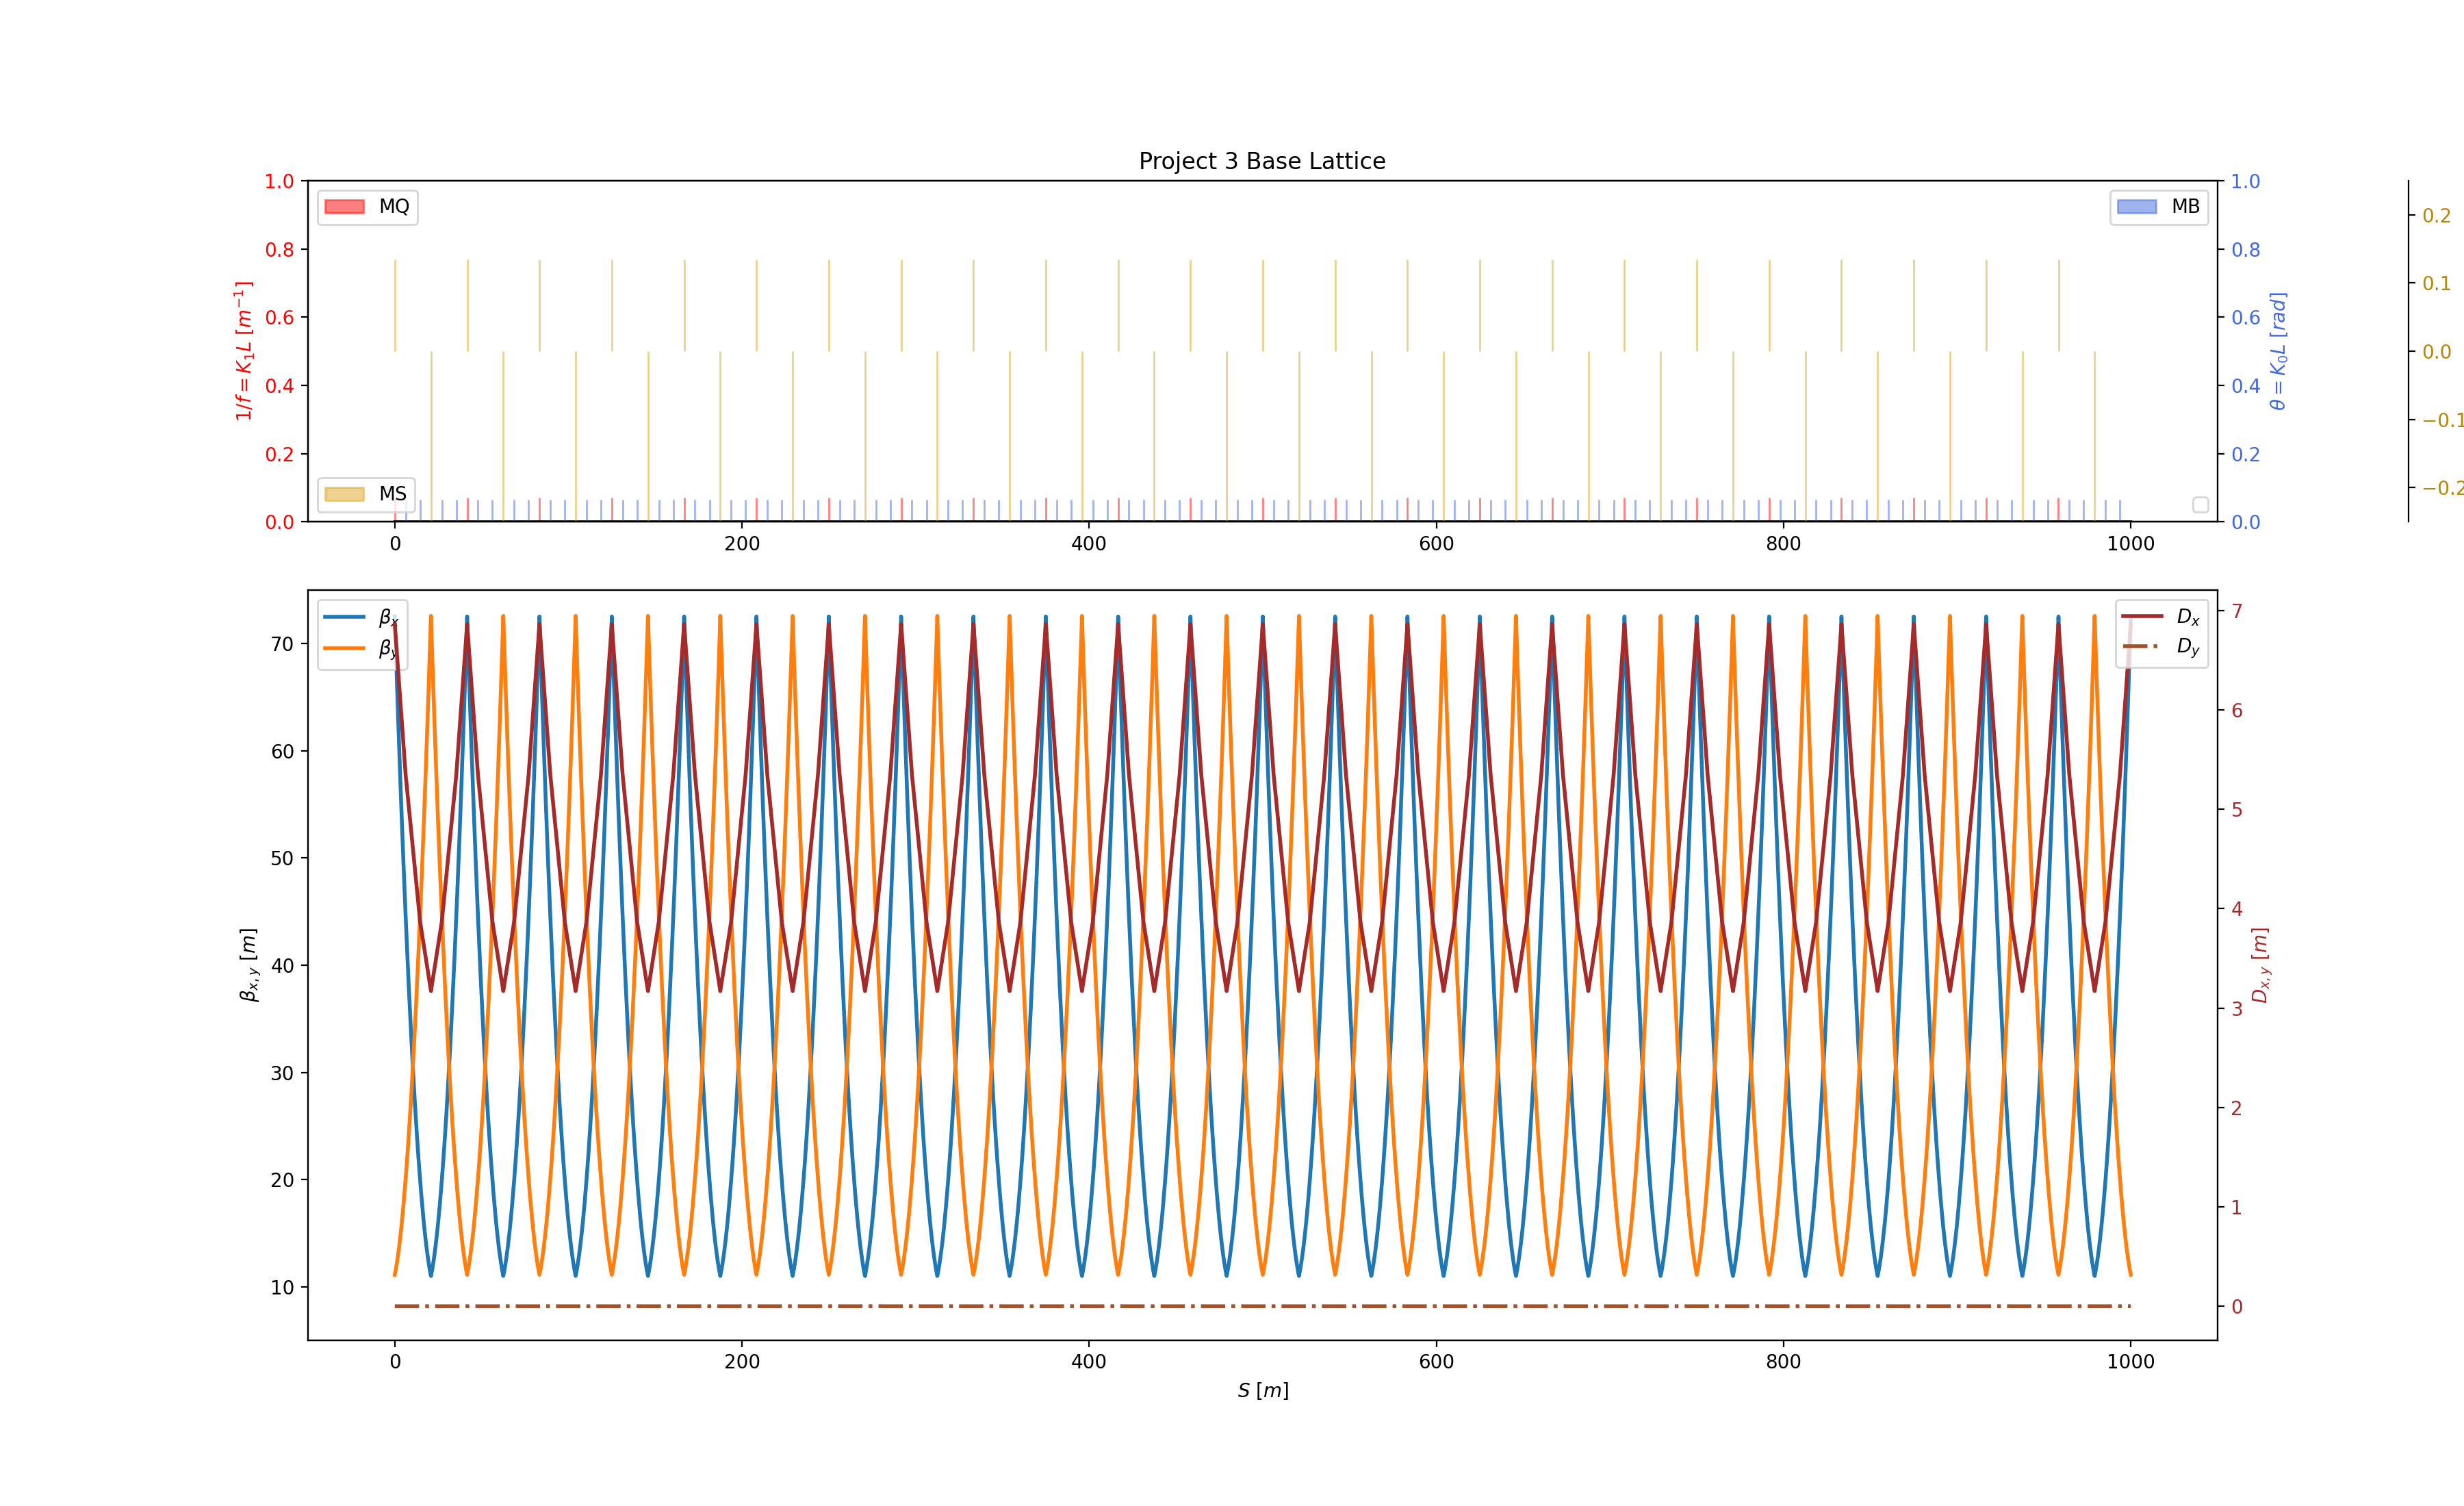 Project 3 Base Lattice
1.0
0.8
0.6
0.4
0.2
0.0
1/f = K₁L [m⁻¹]
MQ
MS
MB
1.0
0.8
0.6
0.4
0.2
0.0
θ = K₀L [rad]
0.2
0.1
0.0
−0.1
−0.2
0 200 400 600 800 1000
βₓ
βᵧ
Dₓ
Dᵧ
70
60
50
40
30
20
10
βₓ,ᵧ [m]
7
6
5
4
3
2
1
0
Dₓ,ᵧ [m]
0 200 400 600 800 1000
S [m]